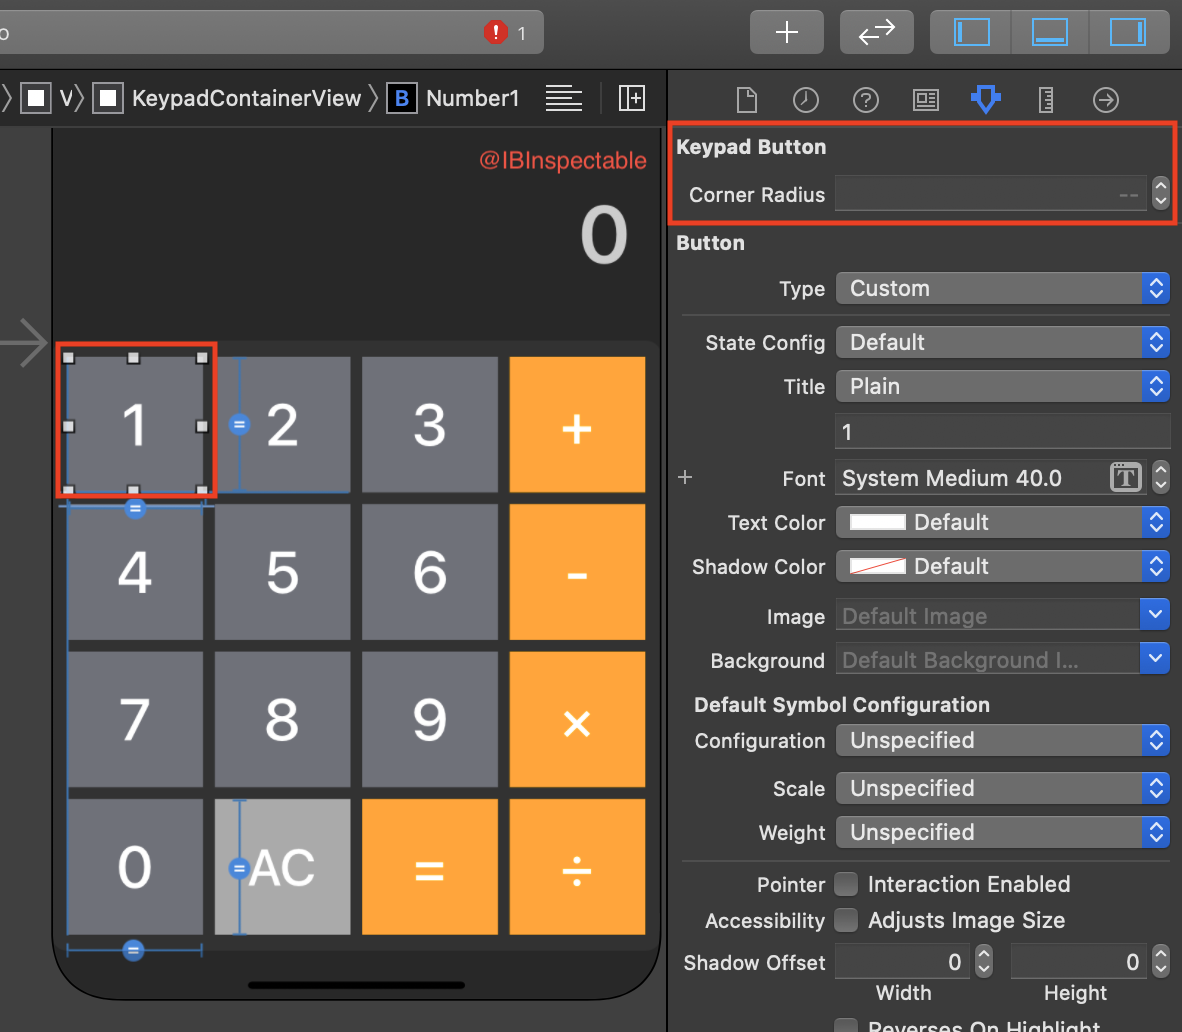 o
1
V
KeypadContainerView
B
Number1
@IBInspectable
0
1
2
3
+
4
5
6
-
7
8
9
×
0
AC
=
÷
Keypad Button
Corner Radius --
Button
Type Custom
State Config Default
Title Plain
1
+ Font System Medium 40.0 T
Text Color Default
Shadow Color Default
Image Default Image
Background Default Background I...
Default Symbol Configuration
Configuration Unspecified
Scale Unspecified
Weight Unspecified
Pointer Interaction Enabled
Accessibility Adjusts Image Size
Shadow Offset 0 0
Width Height
Reverses On Highlight